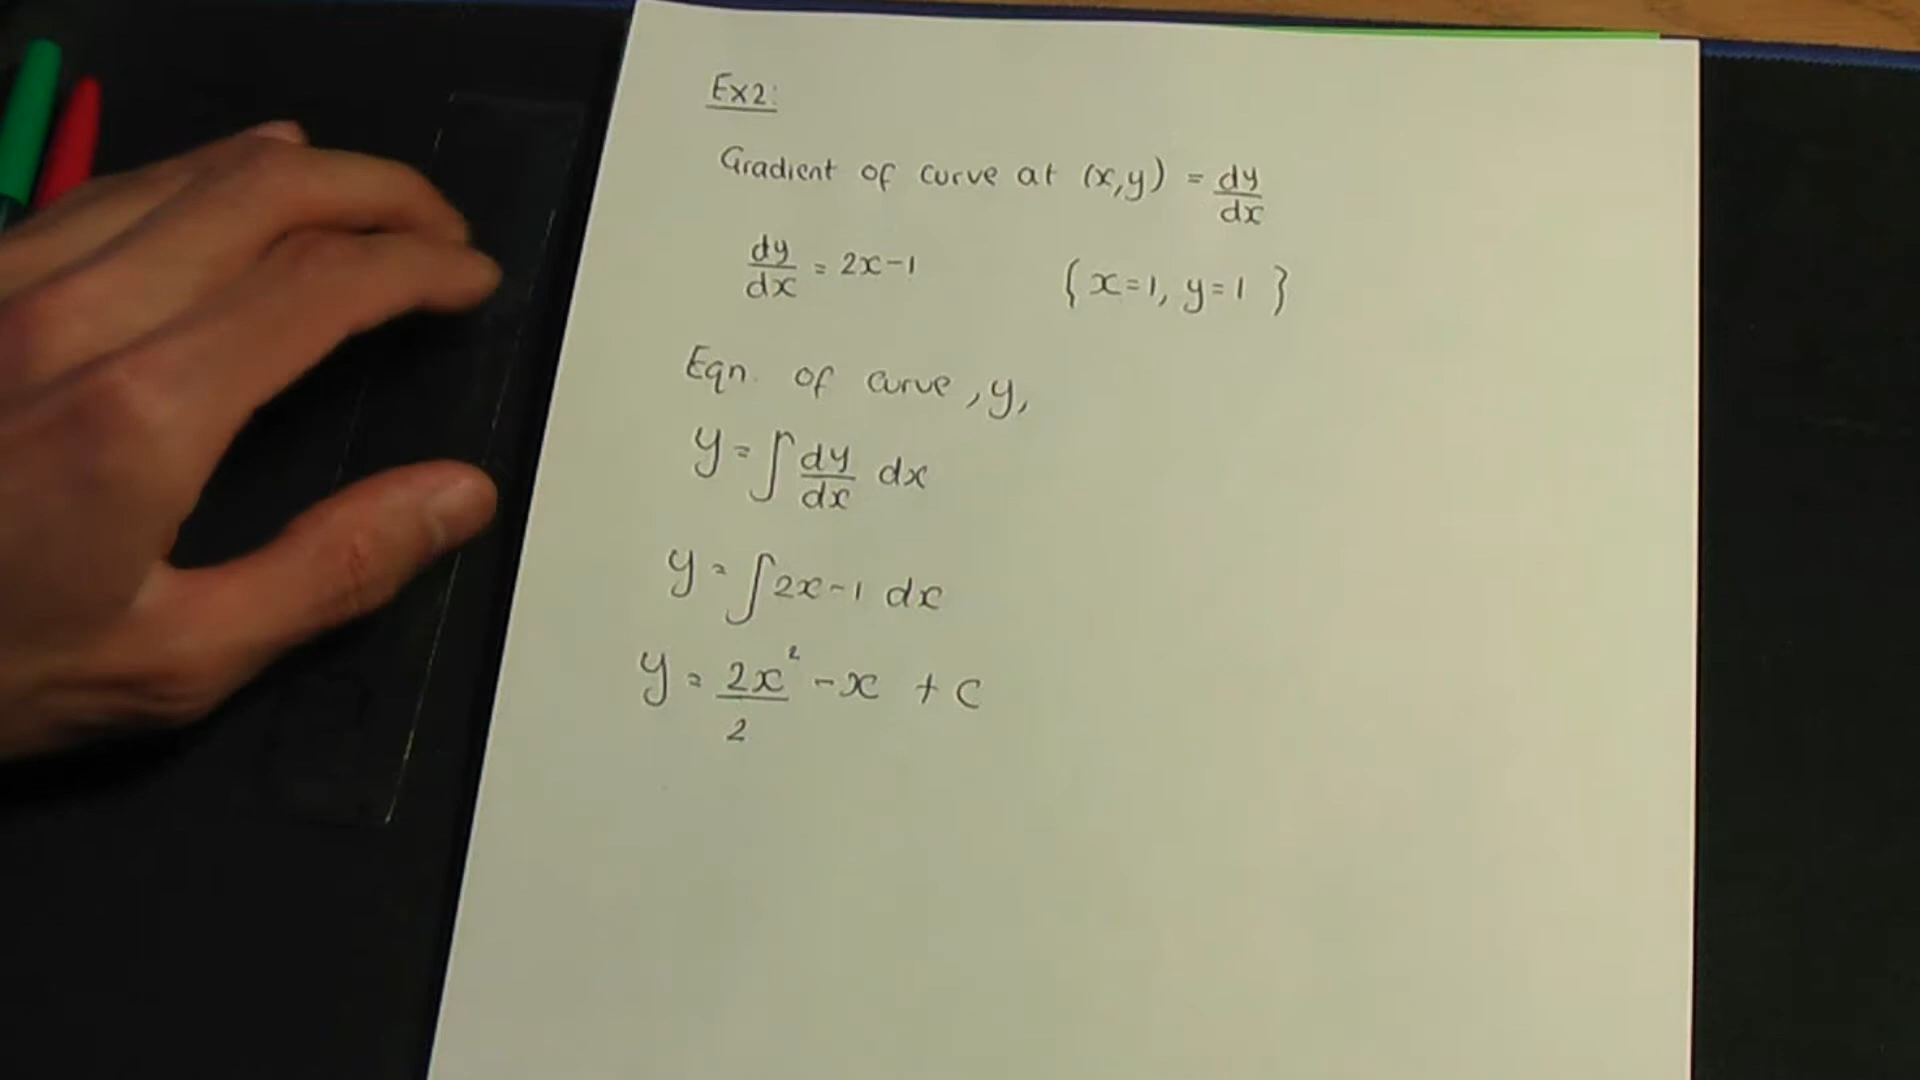 Ex2:
Gradient of curve at (x,y) = dy/dx
dy/dx = 2x-1 {x=1, y=1}
Eqn. of curve, y,
y = ∫ dy/dx dx
y = ∫2x-1 dx
y = 2x²/2 - x + c